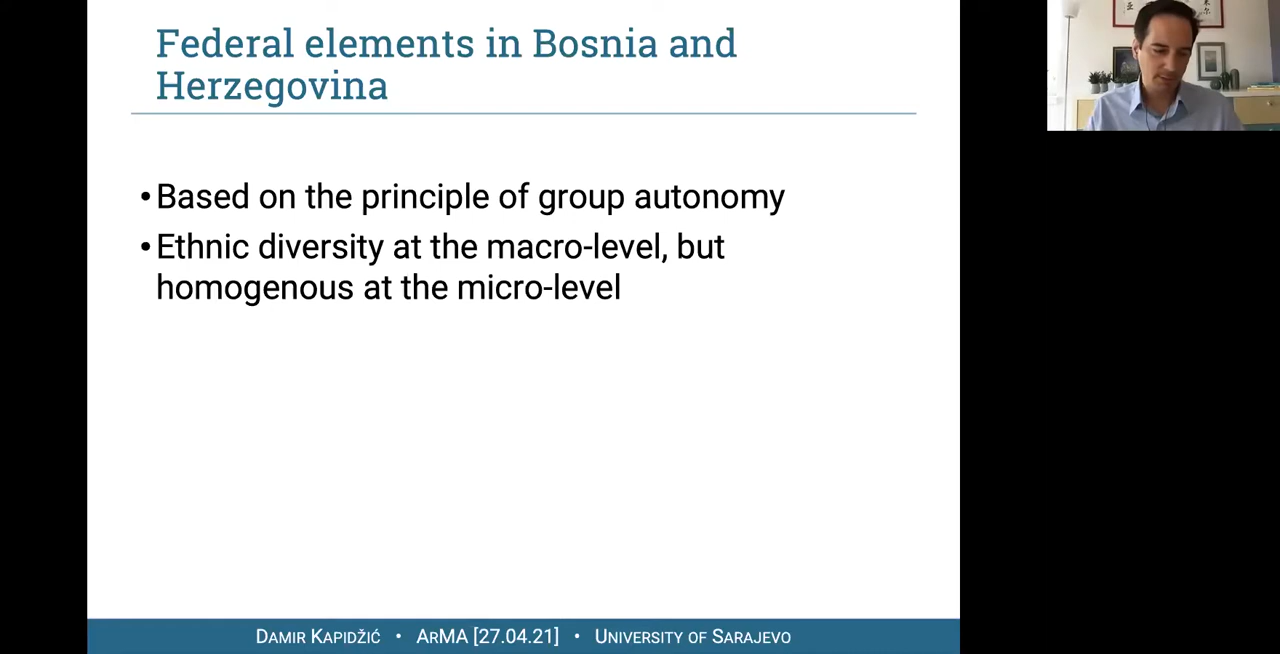 Federal elements in Bosnia and
Herzegovina
•Based on the principle of group autonomy
•Ethnic diversity at the macro-level, but
homogenous at the micro-level
DAMIR KAPIDŽIĆ • ARMA [27.04.21] • UNIVERSITY OF SARAJEVO